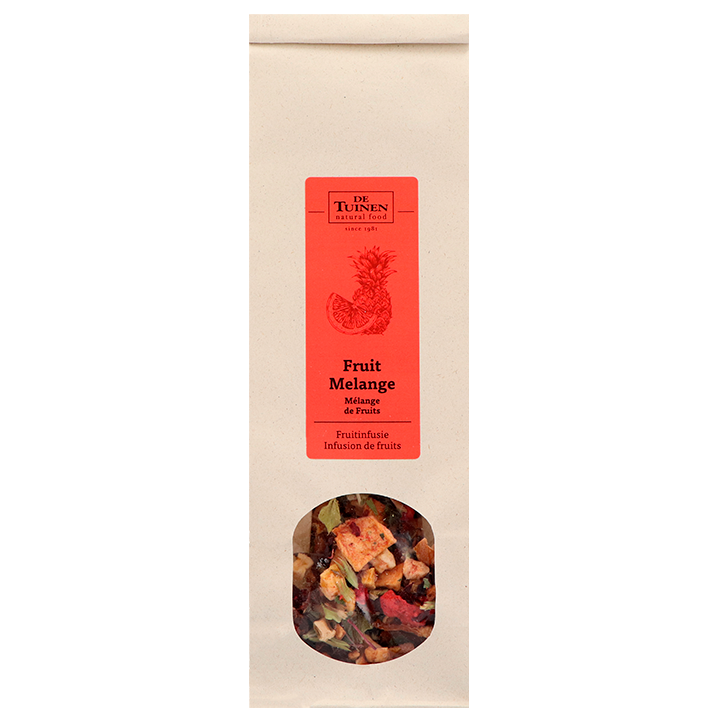 DE
TUINEN
natural food
since 1981
Fruit
Melange
Mélange
de Fruits
Fruitinfusie
Infusion de fruits